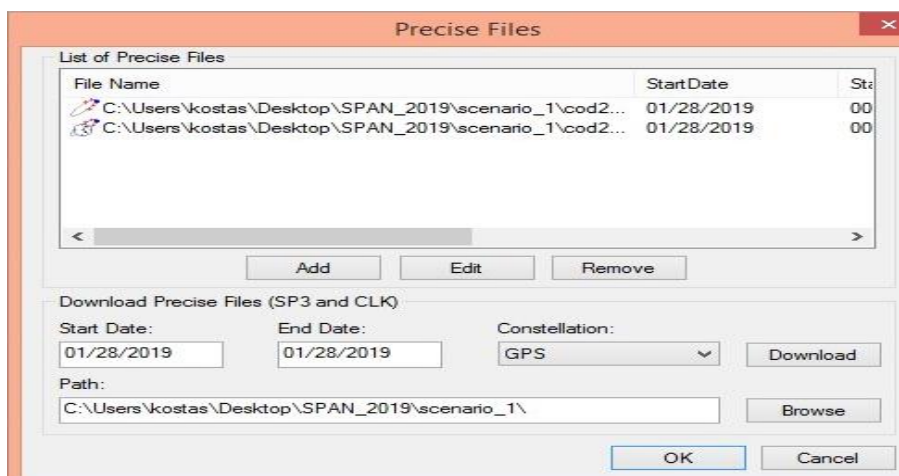 Precise Files
List of Precise Files
File Name StartDate Sta
C:\Users\kostas\Desktop\SPAN_2019\scenario_1\cod2... 01/28/2019 00
C:\Users\kostas\Desktop\SPAN_2019\scenario_1\cod2... 01/28/2019 00
Add Edit Remove
Download Precise Files (SP3 and CLK)
Start Date: End Date: Constellation:
01/28/2019 01/28/2019 GPS Download
Path:
C:\Users\kostas\Desktop\SPAN_2019\scenario_1\ Browse
OK Cancel